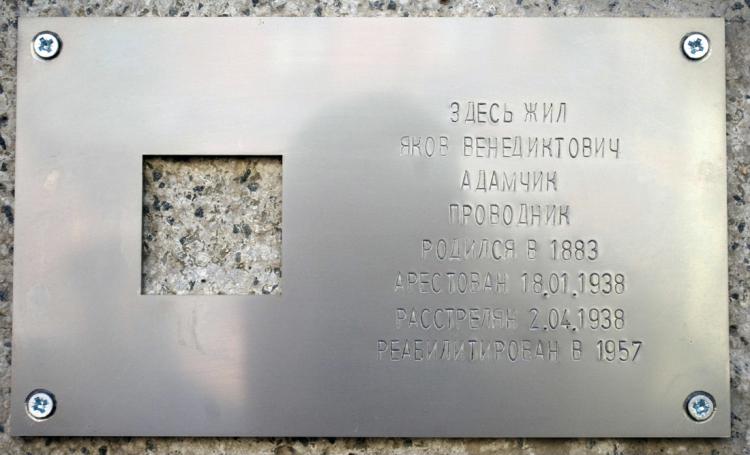 ЗДЕСЬ ЖИЛ
ЯКОВ ВЕНЕДИКТОВИЧ
АДАМЧИК
ПРОВОДНИК
РОДИЛСЯ В 1883
АРЕСТОВАН 18.01.1938
РАССТРЕЛЯН 2.04.1938
РЕАБИЛИТИРОВАН В 1957